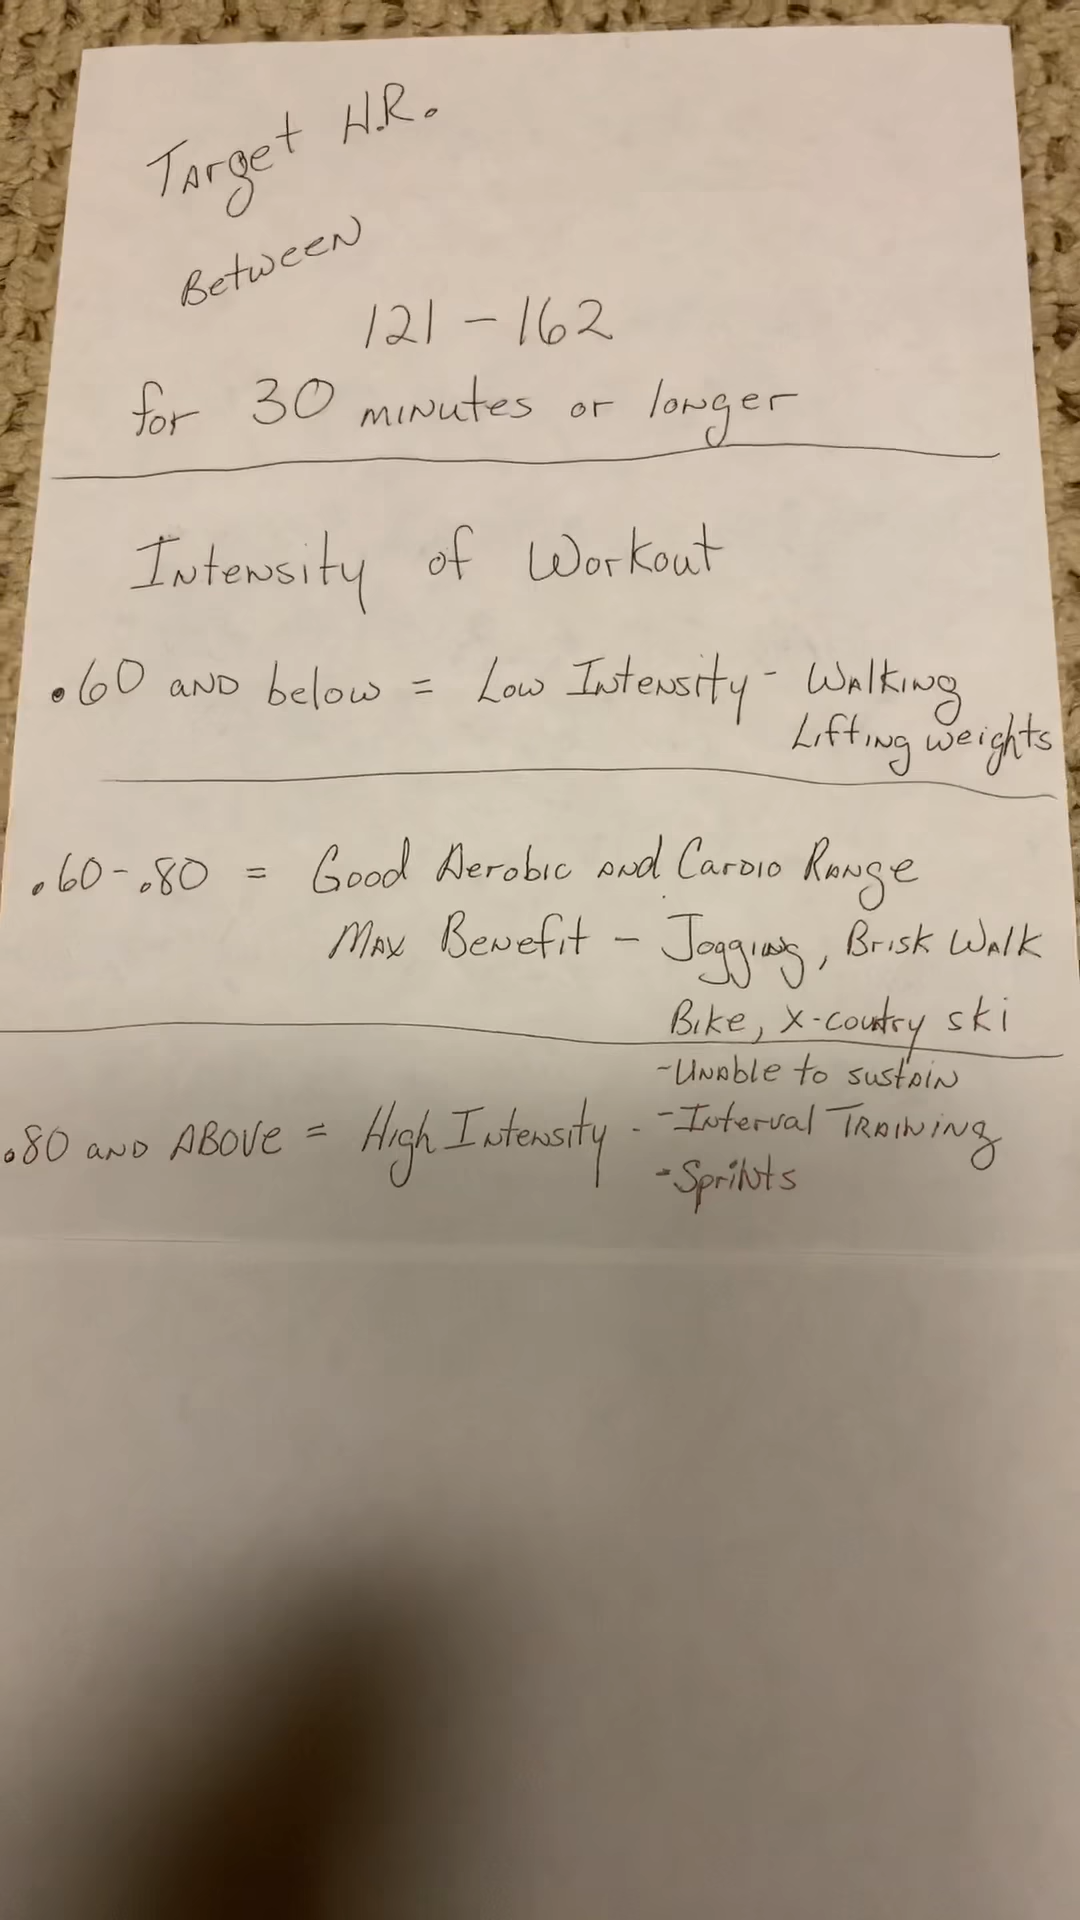 Target H.R.
Between
121 - 162
for 30 minutes or longer
Intensity of Workout
.60 and below = Low Intensity - Walking
Lifting weights
.60-.80 = Good Aerobic and Cardio Range
Max Benefit - Jogging, Brisk Walk
Bike, X-country ski
-Unable to sustain
.80 and ABOVE = High Intensity - -Interval Training
-Sprints